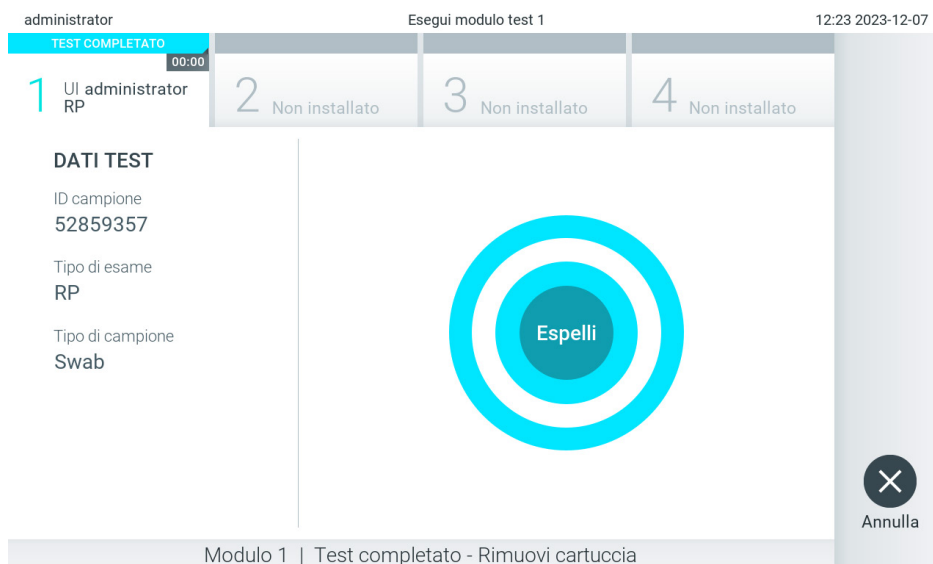 administrator
Esegui modulo test 1
12:23 2023-12-07
TEST COMPLETATO
00:00
1
UI administrator
RP
2 Non installato
3 Non installato
4 Non installato
DATI TEST
ID campione
52859357
Tipo di esame
RP
Tipo di campione
Swab
Espelli
Annulla
Modulo 1 | Test completato - Rimuovi cartuccia